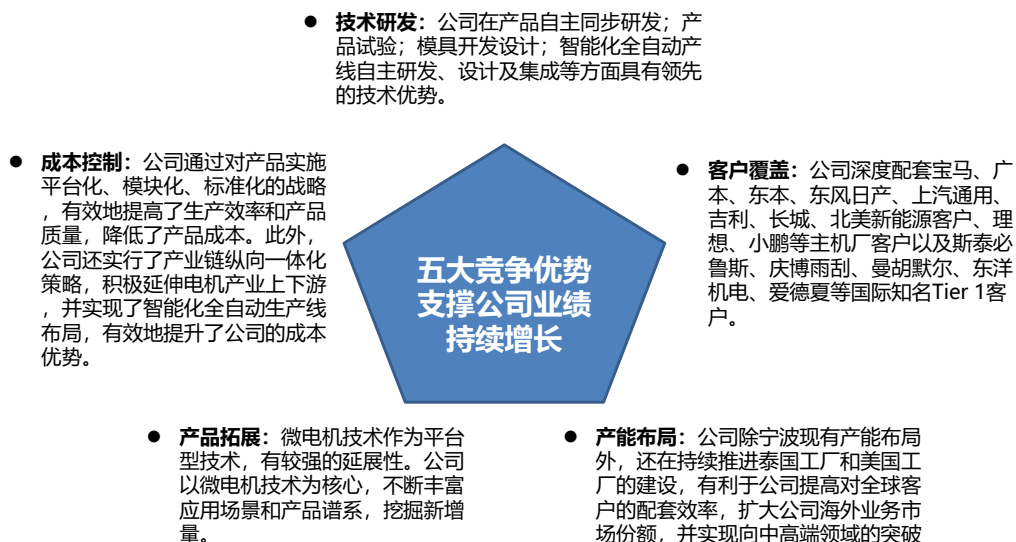 ● 技术研发：公司在产品自主同步研发；产
品试验；模具开发设计；智能化全自动产
线自主研发、设计及集成等方面具有领先
的技术优势。
● 成本控制：公司通过对产品实施
平台化、模块化、标准化的战略
，有效地提高了生产效率和产品
质量，降低了产品成本。此外，
公司还实行了产业链纵向一体化
策略，积极延伸电机产业上下游
，并实现了智能化全自动生产线
布局，有效地提升了公司的成本
优势。
五大竞争优势
支撑公司业绩
持续增长
● 客户覆盖：公司深度配套宝马、广
本、东本、东风日产、上汽通用、
吉利、长城、北美新能源客户、理
想、小鹏等主机厂客户以及斯泰必
鲁斯、庆博雨刮、曼胡默尔、东洋
机电、爱德夏等国际知名Tier 1客
户。
● 产品拓展：微电机技术作为平台
型技术，有较强的延展性。公司
以微电机技术为核心，不断丰富
应用场景和产品谱系，挖掘新增
量。
● 产能布局：公司除宁波现有产能布局
外，还在持续推进泰国工厂和美国工
厂的建设，有利于公司提高对全球客
户的配套效率，扩大公司海外业务市
场份额，并实现向中高端领域的突破